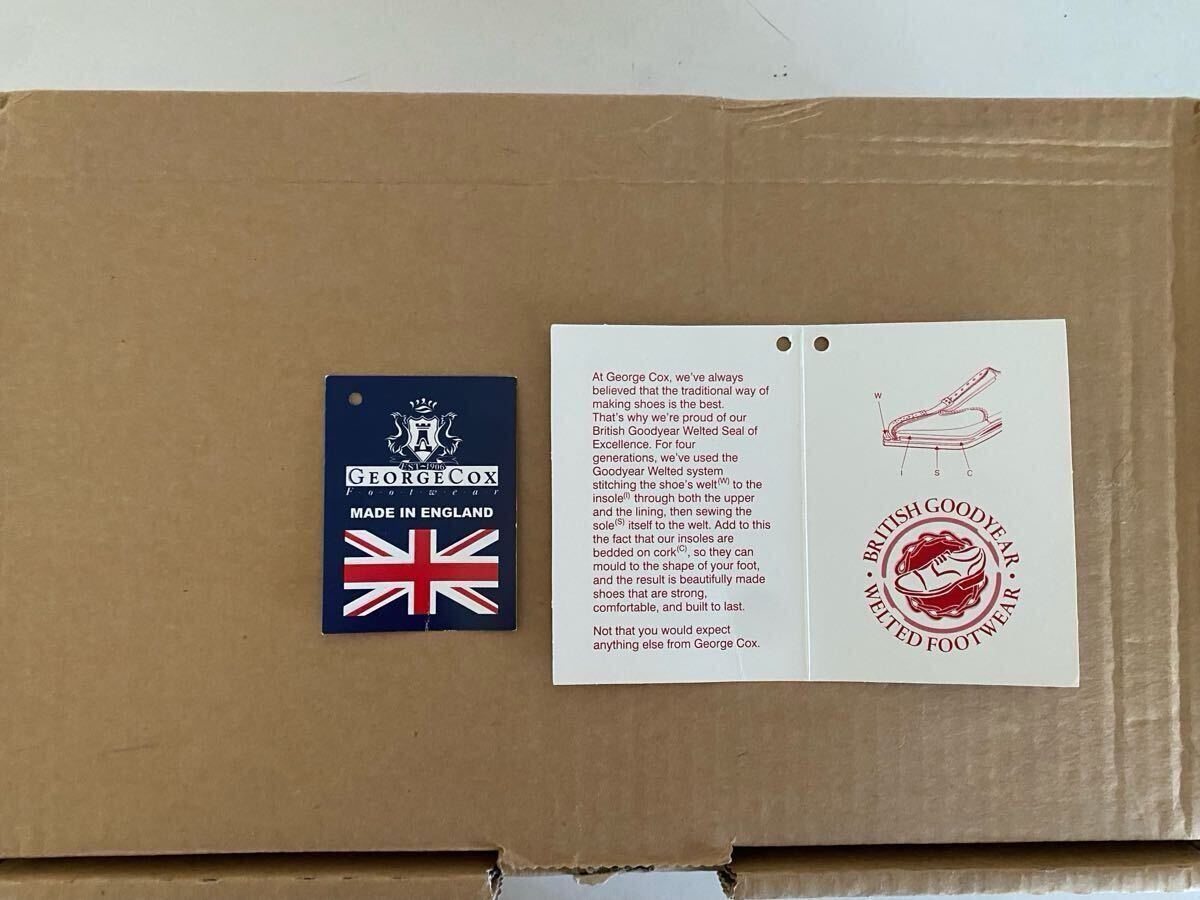 EST 1906
GEORGE COX
Footwear
MADE IN ENGLAND
At George Cox, we've always
believed that the traditional way of
making shoes is the best.
That's why we're proud of our
British Goodyear Welted Seal of
Excellence. For four
generations, we've used the
Goodyear Welted system
stitching the shoe's welt(W) to the
insole(I) through both the upper
and the lining, then sewing the
sole(S) itself to the welt. Add to this
the fact that our insoles are
bedded on cork(C), so they can
mould to the shape of your foot,
and the result is beautifully made
shoes that are strong,
comfortable, and built to last.
Not that you would expect
anything else from George Cox.
W
I S C
BRITISH GOODYEAR
• WELTED FOOTWEAR •